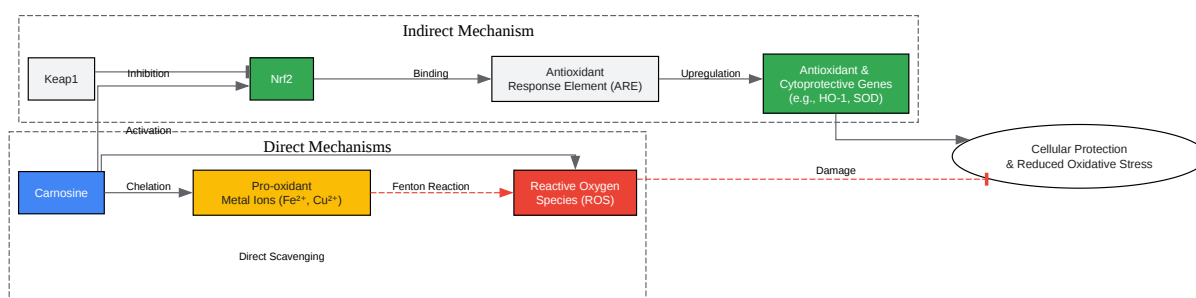 Indirect Mechanism
Keap1
Inhibition
Nrf2
Binding
Antioxidant
Response Element (ARE)
Upregulation
Antioxidant &
Cytoprotective Genes
(e.g., HO-1, SOD)
Activation
Cellular Protection
& Reduced Oxidative Stress
Direct Mechanisms
Carnosine
Chelation
Pro-oxidant
Metal Ions (Fe²⁺, Cu²⁺)
Fenton Reaction
Reactive Oxygen
Species (ROS)
Damage
Direct Scavenging